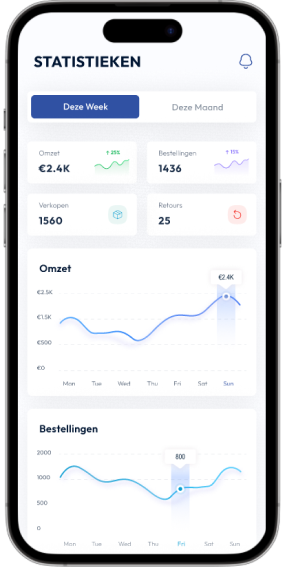 STATISTIEKEN
Deze Week Deze Maand
Omzet ↑ 25% Bestellingen ↑ 15%
€2.4K 1436
Verkopen Retours
1560 25
Omzet
€2.4K
€2.5K
€1.5K
€500
€0
Mon Tue Wed Thu Fri Sat Sun
Bestellingen
800
2000
1000
500
0
Mon Tue Wed Thu Fri Sat Sun